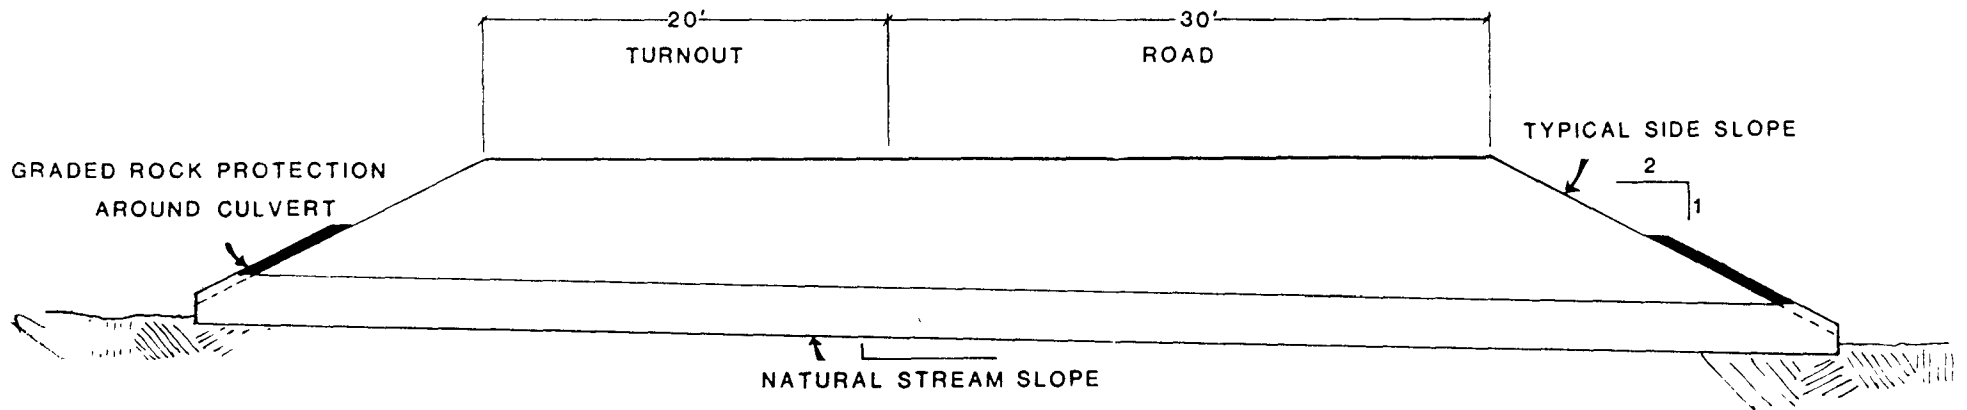 20'
30'
TURNOUT
ROAD
TYPICAL SIDE SLOPE
2
1
GRADED ROCK PROTECTION
AROUND CULVERT
NATURAL STREAM SLOPE